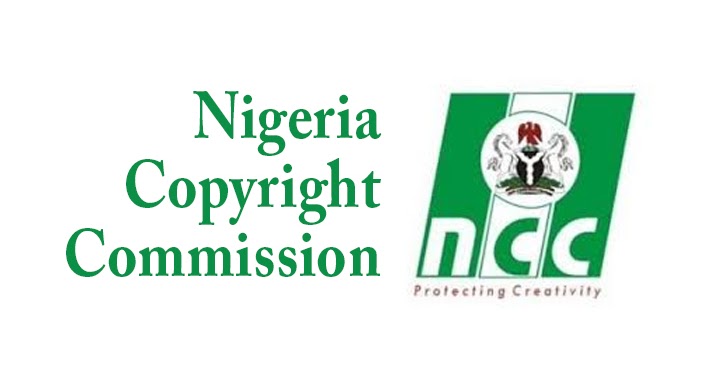 Nigeria
Copyright
Commission
ncc
Protecting Creativity